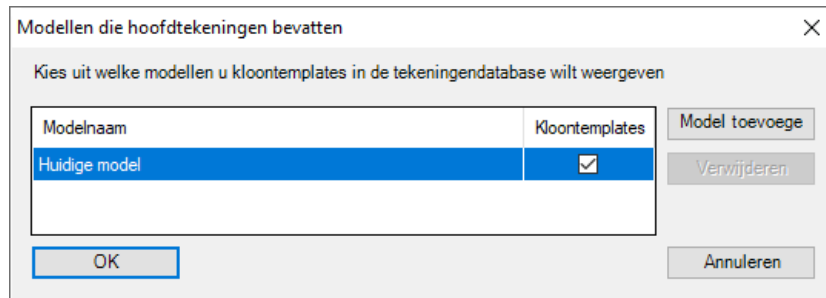 Modellen die hoofdtekeningen bevatten
Kies uit welke modellen u kloontemplates in de tekeningendatabase wilt weergeven
Modelnaam Kloontemplates Model toevoege
Huidige model Verwijderen
OK Annuleren